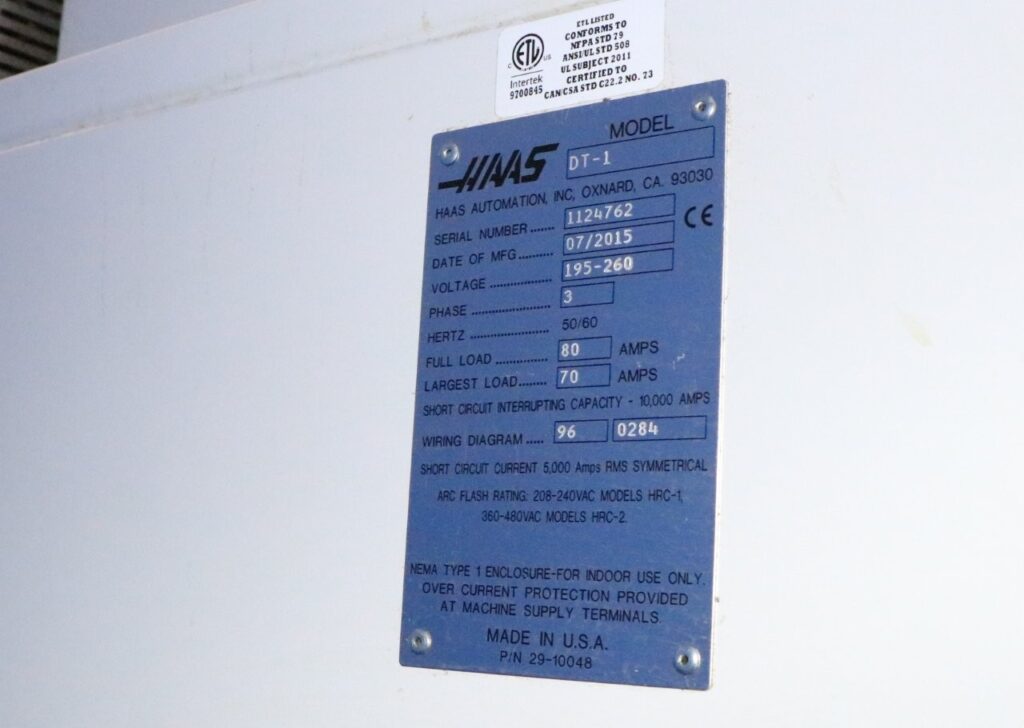 ETL LISTED
CONFORMS TO
NFPA STD 79
ANSI/UL STD 508
UL SUBJECT 2011
CERTIFIED TO
CAN/CSA STD C22.2 NO. 73
C ETL US
Intertek
9700845
HAAS
MODEL
DT-1
HAAS AUTOMATION, INC, OXNARD, CA. 93030
SERIAL NUMBER ....... 1124762
CE
DATE OF MFG.......... 07/2015
VOLTAGE .................. 195-260
PHASE ...................... 3
HERTZ ...................... 50/60
FULL LOAD .............. 80 AMPS
LARGEST LOAD........ 70 AMPS
SHORT CIRCUIT INTERRUPTING CAPACITY - 10,000 AMPS
WIRING DIAGRAM ..... 96 0284
SHORT CIRCUIT CURRENT 5,000 Amps RMS SYMMETRICAL
ARC FLASH RATING: 208-240VAC MODELS HRC-1,
360-480VAC MODELS HRC-2.
NEMA TYPE 1 ENCLOSURE-FOR INDOOR USE ONLY.
OVER CURRENT PROTECTION PROVIDED
AT MACHINE SUPPLY TERMINALS.
MADE IN U.S.A.
P/N 29-10048